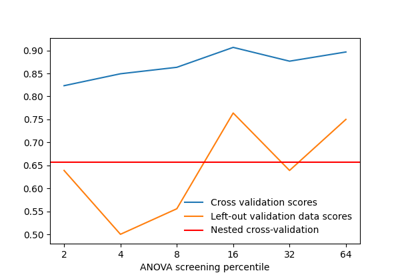 0.90
0.85
0.80
0.75
0.70
0.65
0.60
0.55
0.50
Cross validation scores
Left-out validation data scores
Nested cross-validation
2 4 8 16 32 64
ANOVA screening percentile